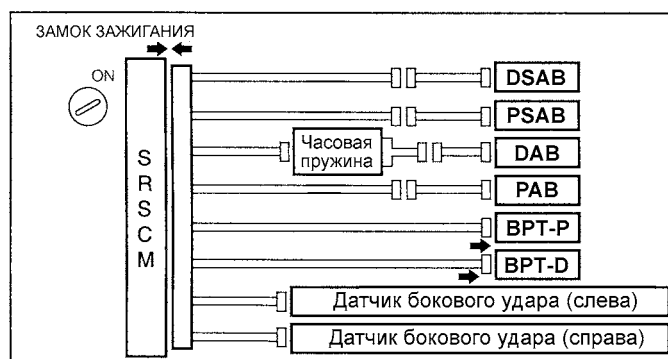 ЗАМОК ЗАЖИГАНИЯ
ON
SRSCM
DSAB
PSAB
Часовая
пружина
DAB
PAB
BPT-P
BPT-D
Датчик бокового удара (слева)
Датчик бокового удара (справа)